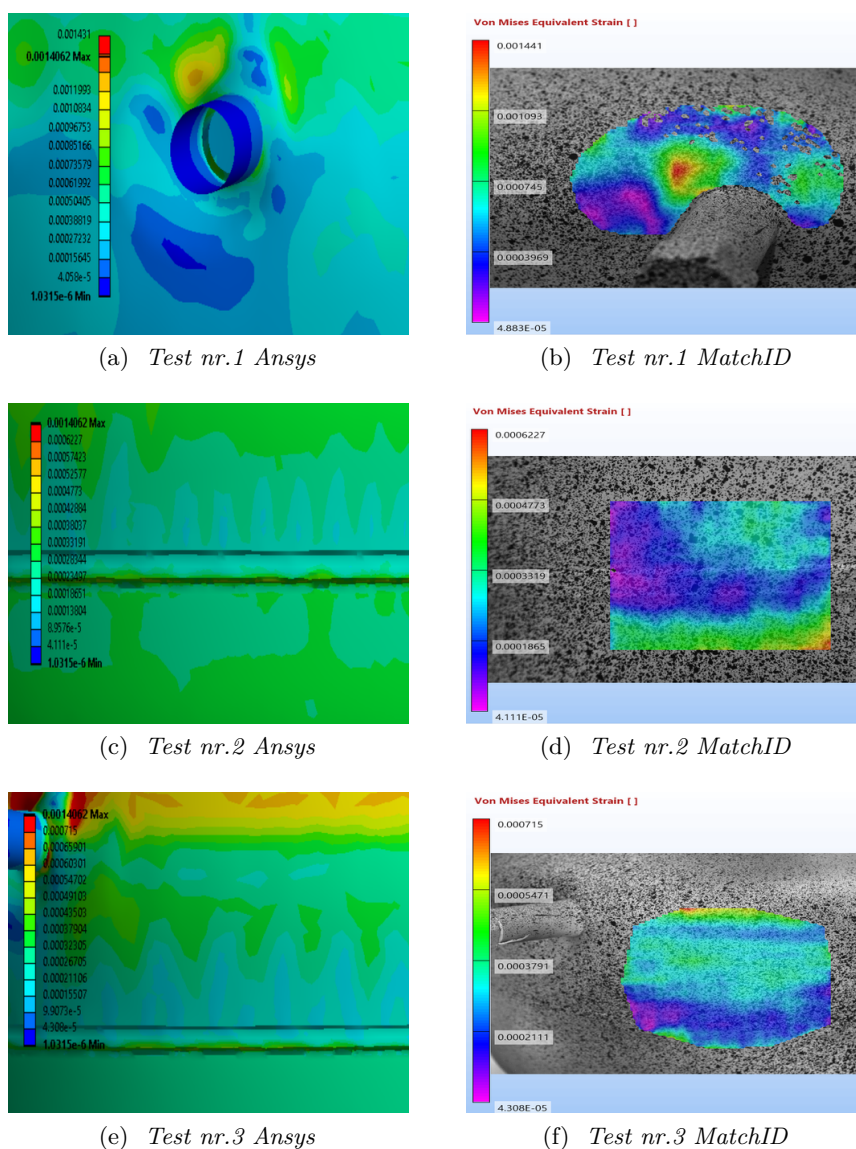 0.001431
0.0014062 Max
0.0011993
0.0010834
0.00096753
0.00085166
0.00073579
0.00061992
0.00050405
0.00038819
0.00027232
0.00015645
4.058e-5
1.0315e-6 Min
(a) Test nr.1 Ansys
Von Mises Equivalent Strain [ ]
0.001441
0.001093
0.000745
0.0003969
4.883E-05
(b) Test nr.1 MatchID
0.0014062 Max
0.0006227
0.00057423
0.00052577
0.0004773
0.00042884
0.00038037
0.00033191
0.00028344
0.00023497
0.00018651
0.00013804
8.9576e-5
4.111e-5
1.0315e-6 Min
(c) Test nr.2 Ansys
Von Mises Equivalent Strain [ ]
0.0006227
0.0004773
0.0003319
0.0001865
4.111E-05
(d) Test nr.2 MatchID
0.0014062 Max
0.000715
0.00065901
0.00060301
0.00054702
0.00049103
0.00043503
0.00037904
0.00032305
0.00026705
0.00021106
0.00015507
9.9073e-5
4.308e-5
1.0315e-6 Min
(e) Test nr.3 Ansys
Von Mises Equivalent Strain [ ]
0.000715
0.0005471
0.0003791
0.0002111
4.308E-05
(f) Test nr.3 MatchID